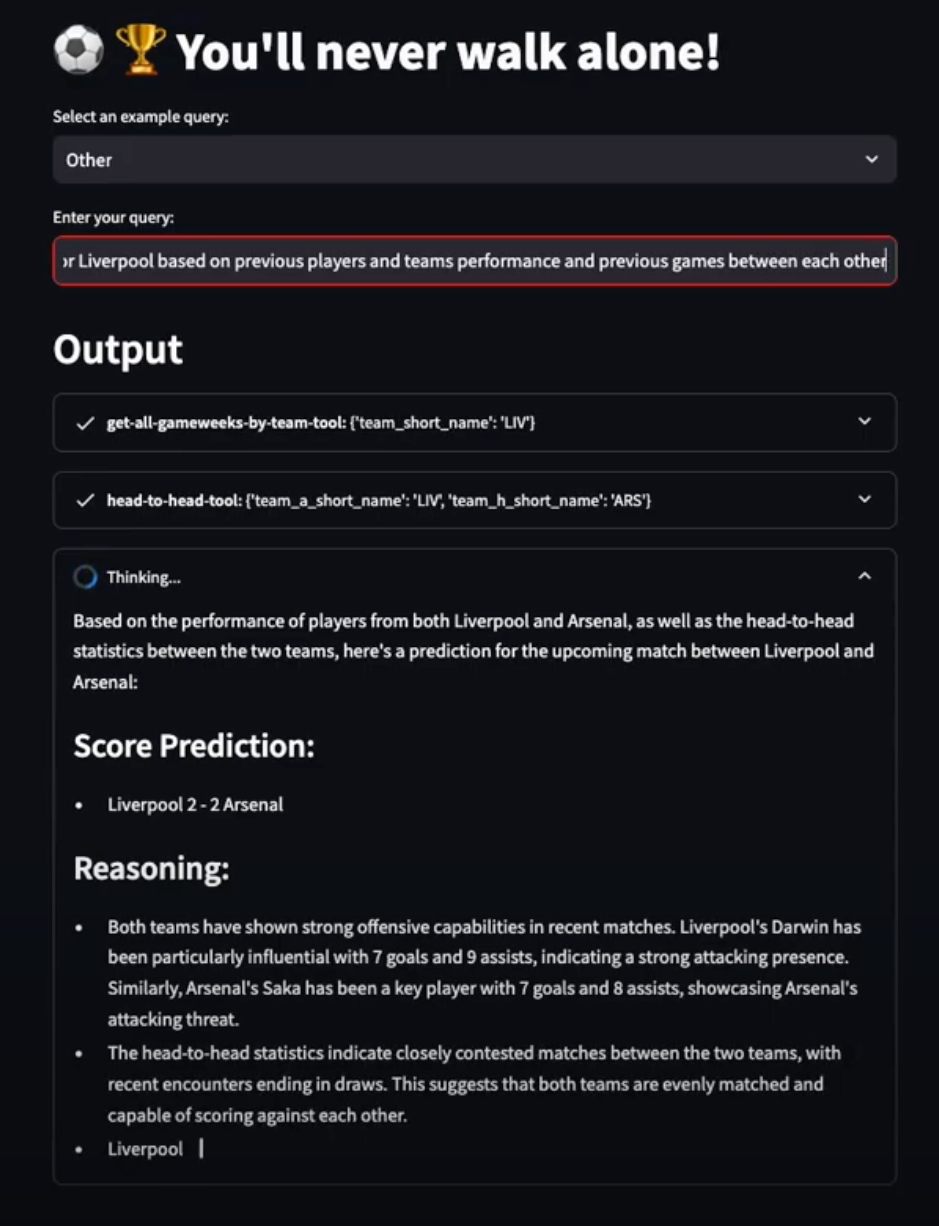 ⚽🏆 You'll never walk alone!
Select an example query:
Other
Enter your query:
or Liverpool based on previous players and teams performance and previous games between each other
Output
get-all-gameweeks-by-team-tool: {'team_short_name': 'LIV'}
head-to-head-tool: {'team_a_short_name': 'LIV', 'team_h_short_name': 'ARS'}
Thinking...
Based on the performance of players from both Liverpool and Arsenal, as well as the head-to-head
statistics between the two teams, here's a prediction for the upcoming match between Liverpool and
Arsenal:
Score Prediction:
• Liverpool 2 - 2 Arsenal
Reasoning:
• Both teams have shown strong offensive capabilities in recent matches. Liverpool's Darwin has
been particularly influential with 7 goals and 9 assists, indicating a strong attacking presence.
Similarly, Arsenal's Saka has been a key player with 7 goals and 8 assists, showcasing Arsenal's
attacking threat.
• The head-to-head statistics indicate closely contested matches between the two teams, with
recent encounters ending in draws. This suggests that both teams are evenly matched and
capable of scoring against each other.
• Liverpool